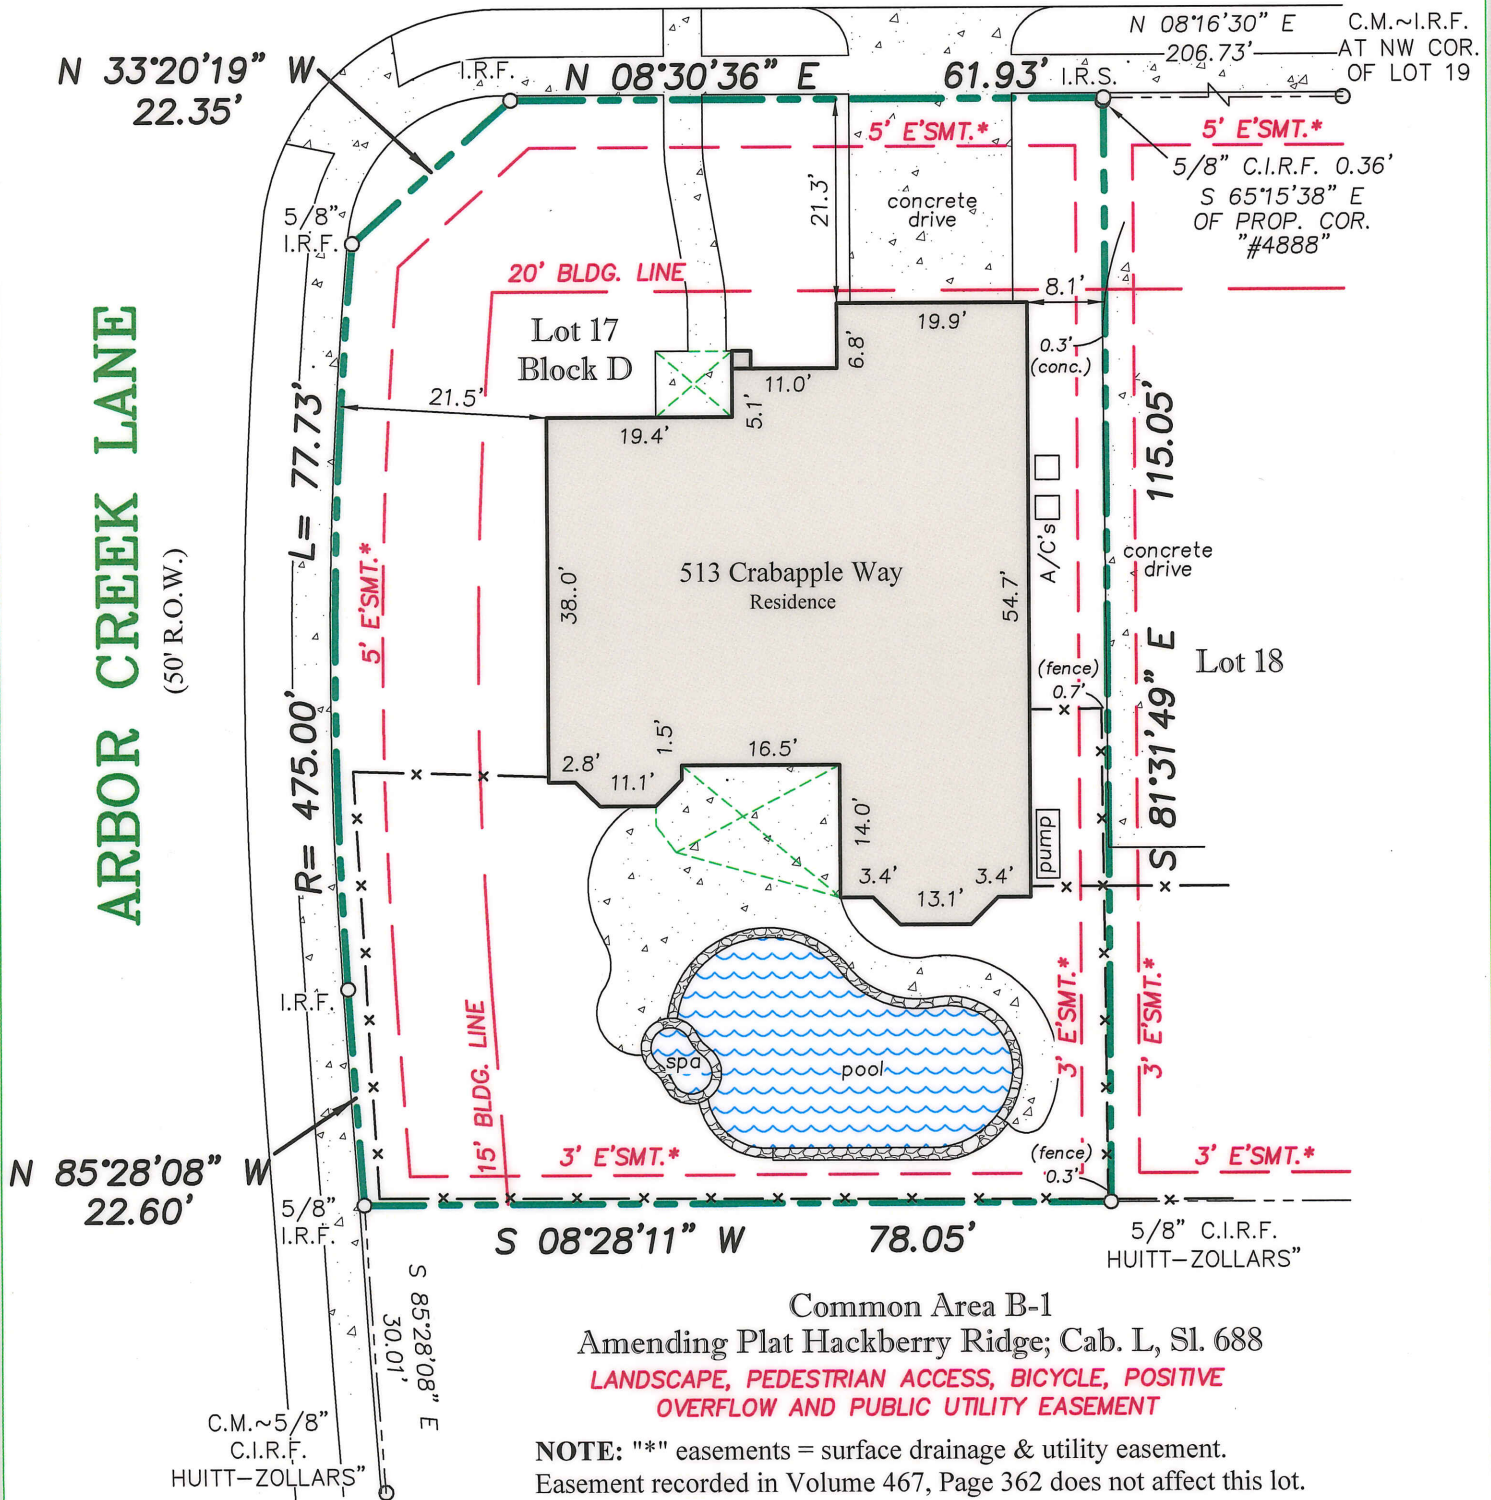 N 08°16'30" E
206.73'
C.M.~I.R.F.
AT NW COR.
OF LOT 19
N 33°20'19" W
22.35'
I.R.F.
N 08°30'36" E
61.93'
I.R.S.
5' E'SMT.*
5' E'SMT.*
5/8" C.I.R.F. 0.36'
S 65°15'38" E
OF PROP. COR.
"#4888"
5/8"
I.R.F.
21.3'
concrete
drive
20' BLDG. LINE
8.1'
Lot 17
Block D
19.9'
6.8'
0.3'
(conc.)
11.0'
5.1'
21.5'
19.4'
115.05'
S 81°31'49" E
ARBOR CREEK LANE
(50' R.O.W.)
L= 77.73'
R= 475.00'
5' E'SMT.*
A/C's
concrete
drive
513 Crabapple Way
Residence
38..0'
54.7'
Lot 18
(fence)
0.7'
2.8'
11.1'
1.5'
16.5'
14.0'
3.4'
13.1'
3.4'
pump
I.R.F.
15' BLDG. LINE
spa
pool
3' E'SMT.*
3' E'SMT.*
N 85°28'08" W
22.60'
3' E'SMT.*
(fence)
0.3'
3' E'SMT.*
5/8"
I.R.F.
S 08°28'11" W
78.05'
5/8" C.I.R.F.
HUITT-ZOLLARS"
S 85°28'08" E
30.01'
Common Area B-1
Amending Plat Hackberry Ridge; Cab. L, Sl. 688
LANDSCAPE, PEDESTRIAN ACCESS, BICYCLE, POSITIVE
OVERFLOW AND PUBLIC UTILITY EASEMENT
C.M.~5/8"
C.I.R.F.
HUITT-ZOLLARS"
NOTE: "*" easements = surface drainage & utility easement.
Easement recorded in Volume 467, Page 362 does not affect this lot.